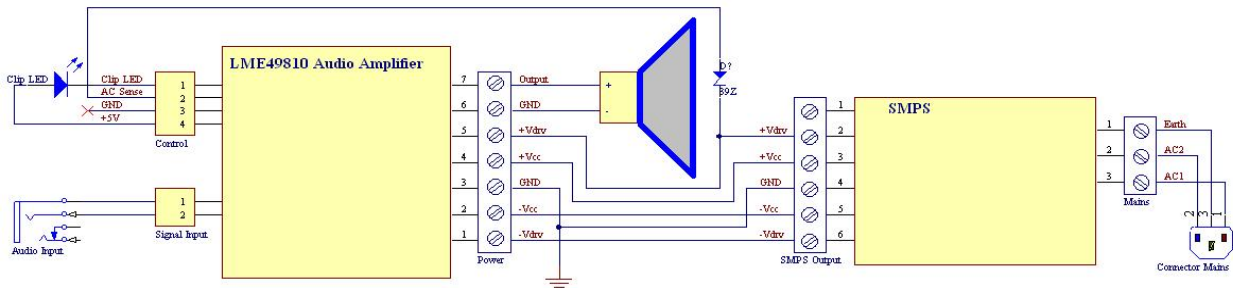 LME49810 Audio Amplifier
Clip LED
Clip LED
AC Sense
GND
+5V
1
2
3
4
Control
1
2
Signal Input
Audio Input
7
6
5
4
3
2
1
Power
Output
GND
+Vdrv
+Vcc
GND
-Vcc
-Vdrv
+
-
D?
39Z
+Vdrv
+Vcc
GND
-Vcc
-Vdrv
1
2
3
4
5
6
SMPS Output
SMPS
1
2
3
Mains
Earth
AC2
AC1
2
3
1
Connector Mains